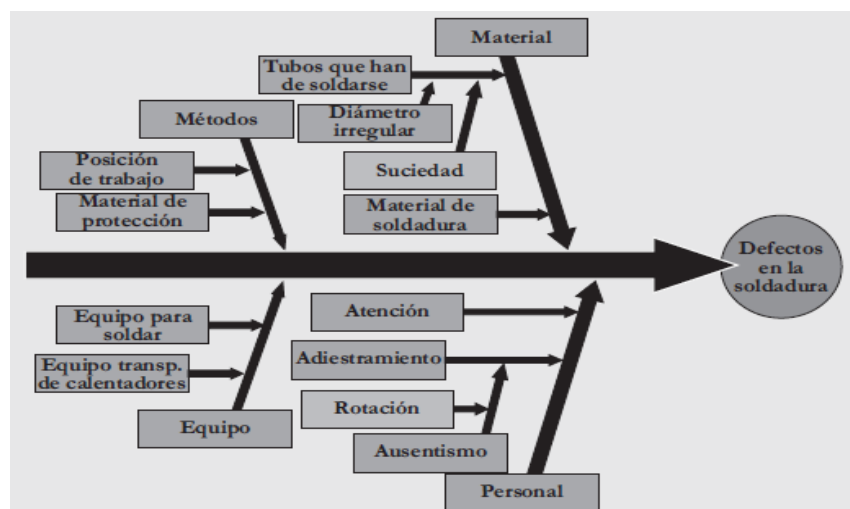 Material
Tubos que han
de soldarse
Métodos
Diámetro
irregular
Posición
de trabajo
Suciedad
Material de
protección
Material de
soldadura
Defectos
en la
soldadura
Equipo para
soldar
Atención
Equipo transp.
de calentadores
Adiestramiento
Rotación
Equipo
Ausentismo
Personal